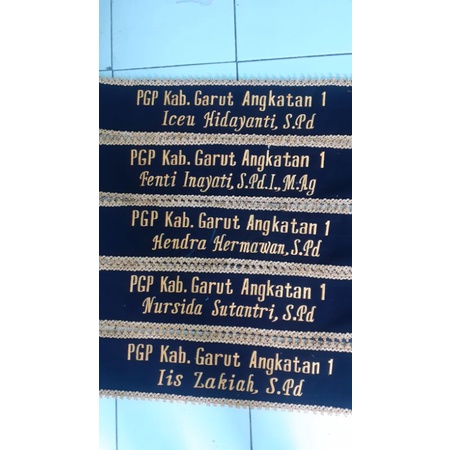 PGP Kab. Garut Angkatan 1
Iceu Hidayanti, S.Pd
PGP Kab. Garut Angkatan 1
Fenti Inayati, S.Pd.I., M.Ag
PGP Kab. Garut Angkatan 1
Hendra Hermawan, S.Pd
PGP Kab. Garut Angkatan 1
Nursida Sutantri, S.Pd
PGP Kab. Garut Angkatan 1
Iis Zakiah, S.Pd